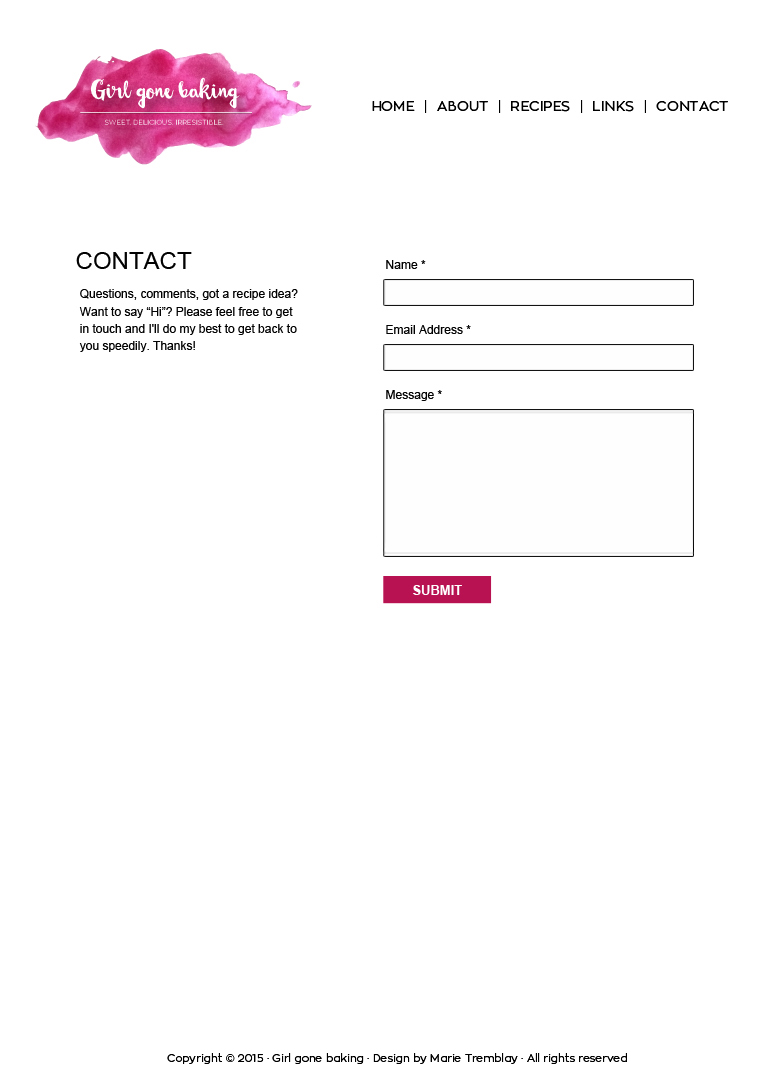 Girl gone baking
SWEET. DELICIOUS. IRRESISTIBLE.
HOME | ABOUT | RECIPES | LINKS | CONTACT
CONTACT
Questions, comments, got a recipe idea?
Want to say “Hi”? Please feel free to get
in touch and I'll do my best to get back to
you speedily. Thanks!
Name *
Email Address *
Message *
SUBMIT
Copyright © 2015 · Girl gone baking · Design by Marie Tremblay · All rights reserved